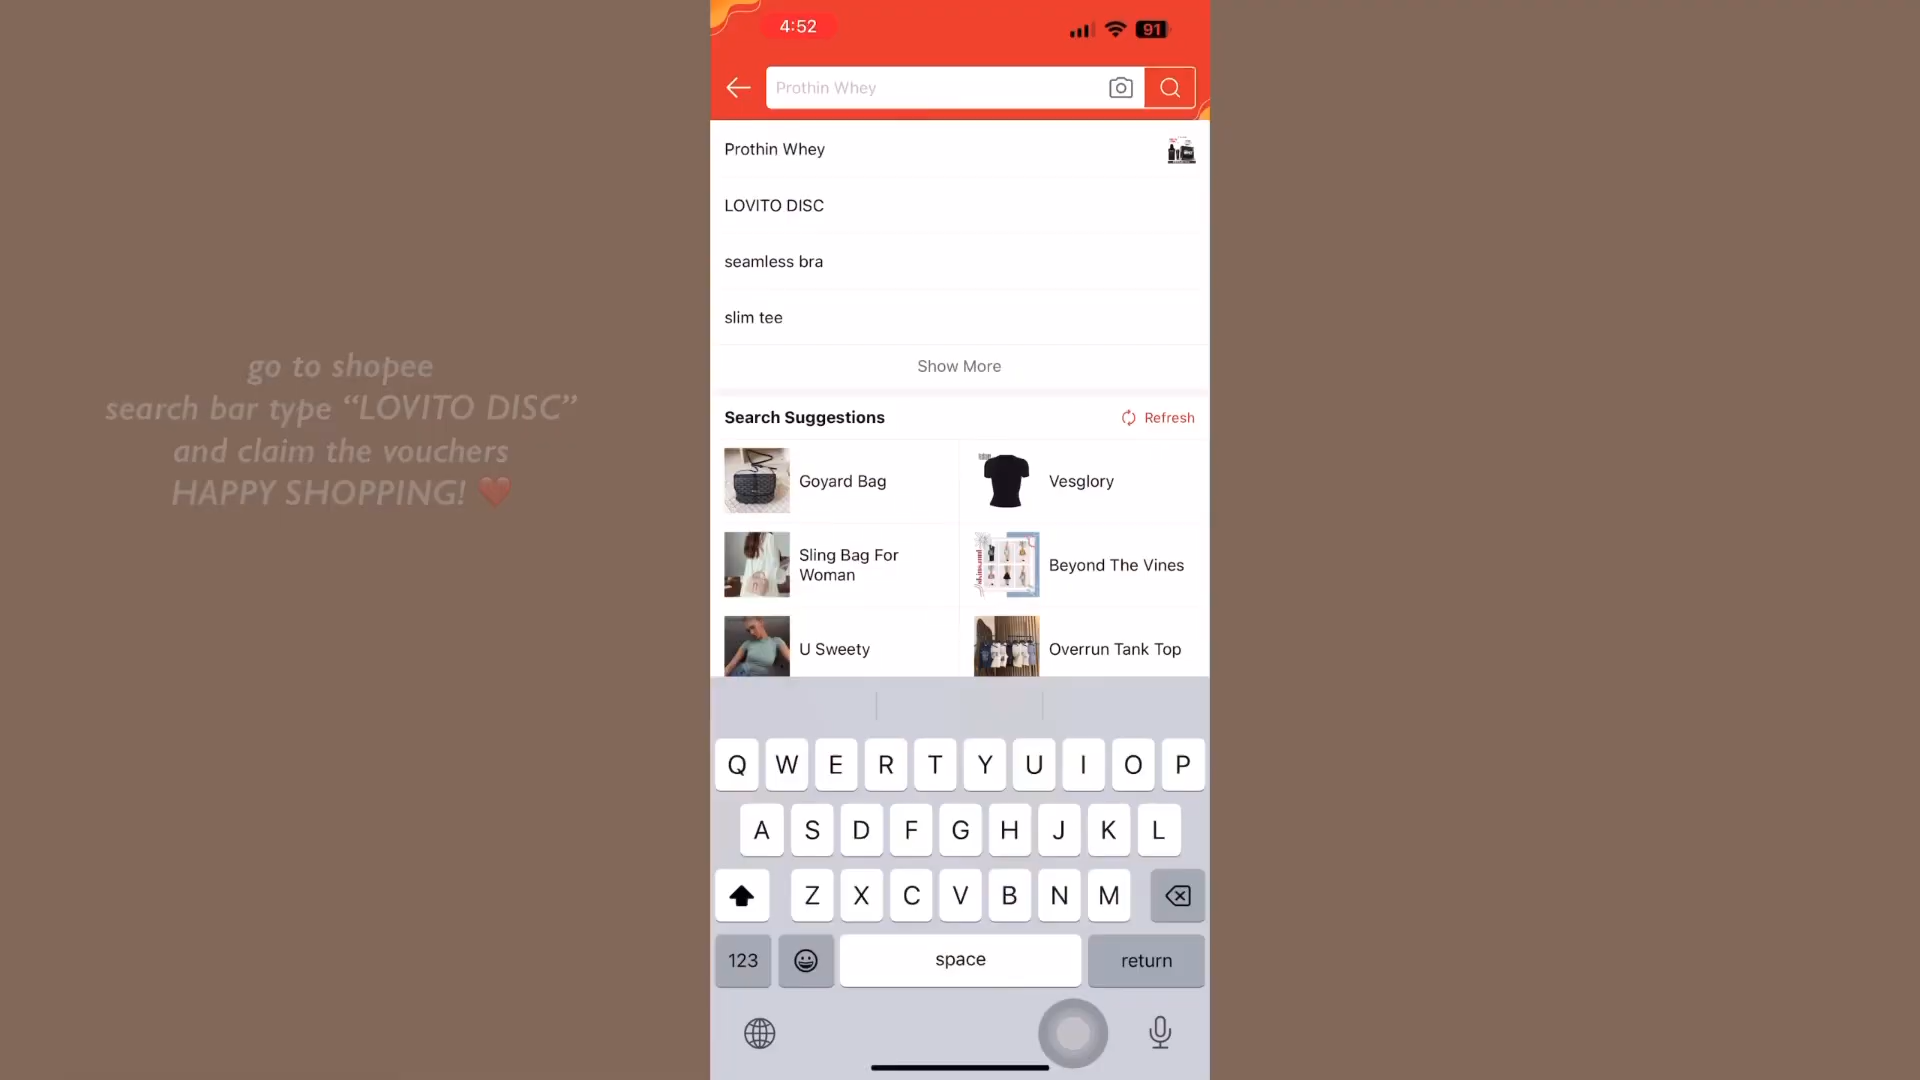 4:52
91
Prothin Whey
Prothin Whey
LOVITO DISC
seamless bra
slim tee
Show More
go to shopee
search bar type “LOVITO DISC”
and claim the vouchers
HAPPY SHOPPING!
Search Suggestions
Refresh
Goyard Bag
Vesglory
Sling Bag For
Woman
Beyond The Vines
U Sweety
Overrun Tank Top
Q W E R T Y U I O P
A S D F G H J K L
Z X C V B N M
123
space
return